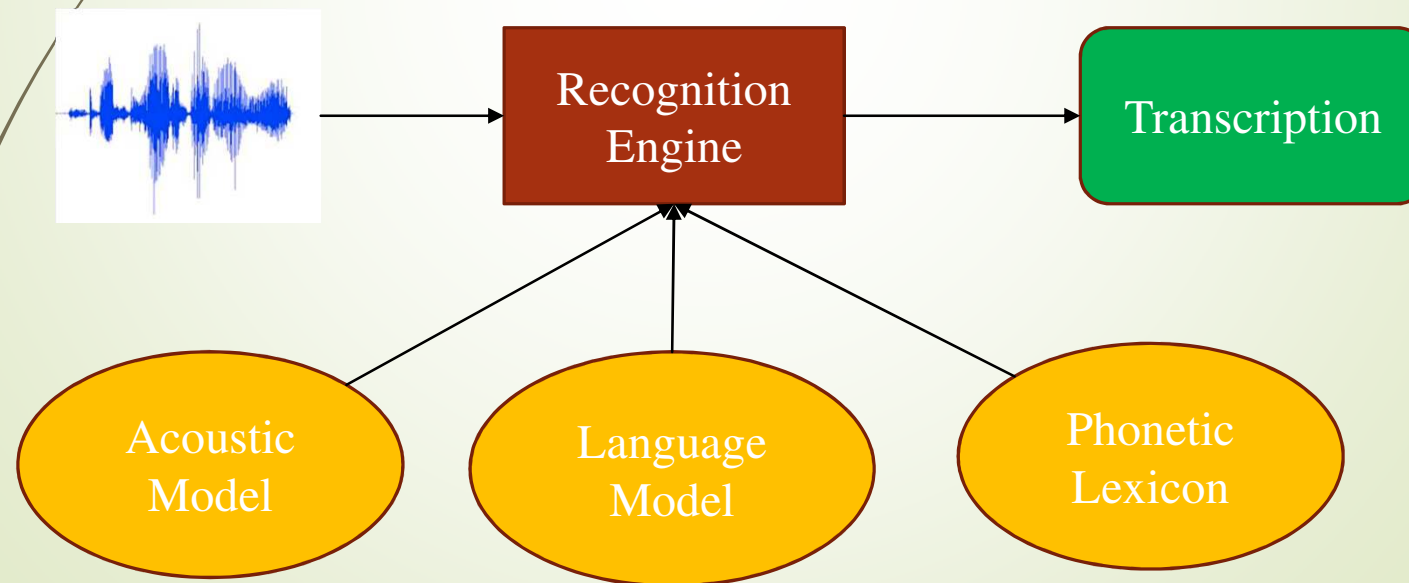 Recognition
Engine
Transcription
Acoustic
Model
Language
Model
Phonetic
Lexicon